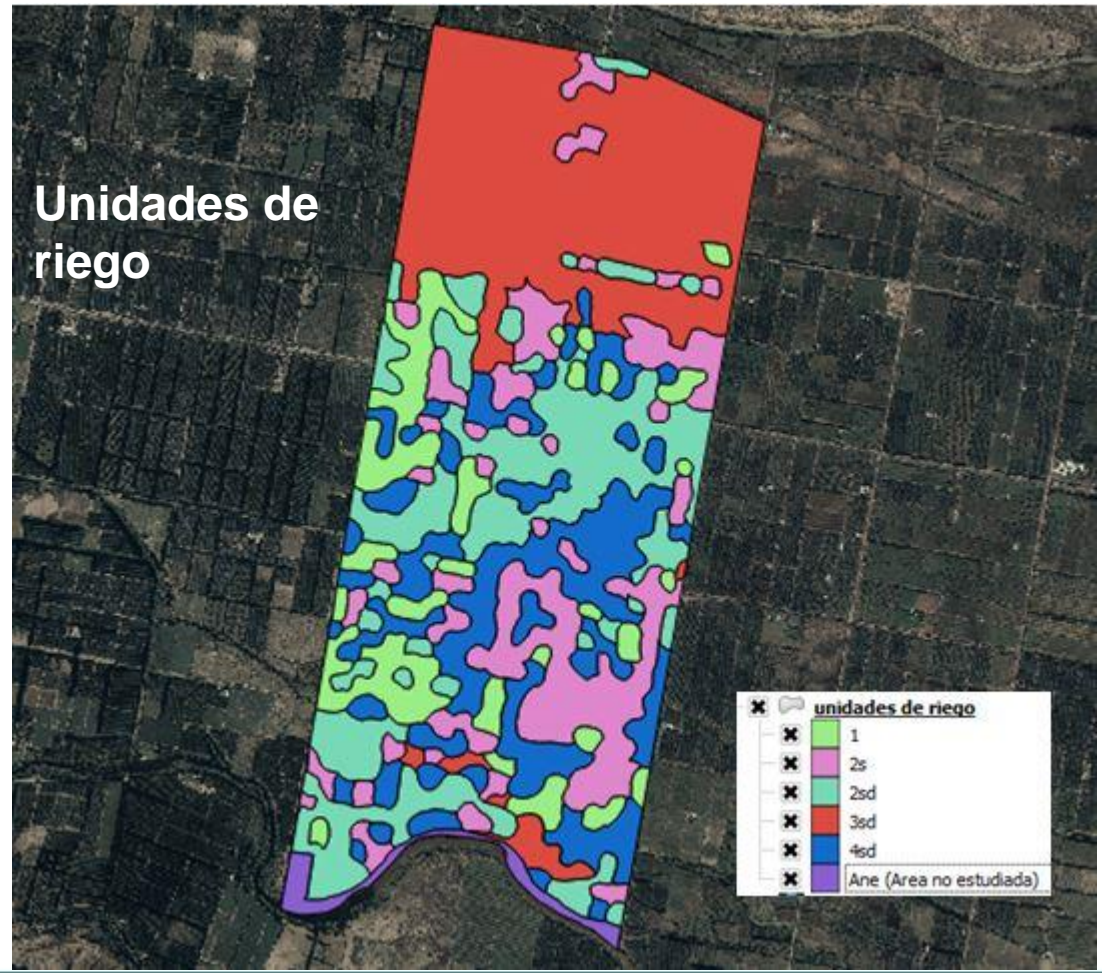 Unidades de
riego
unidades de riego
1
2s
2sd
3sd
4sd
Ane (Area no estudiada)